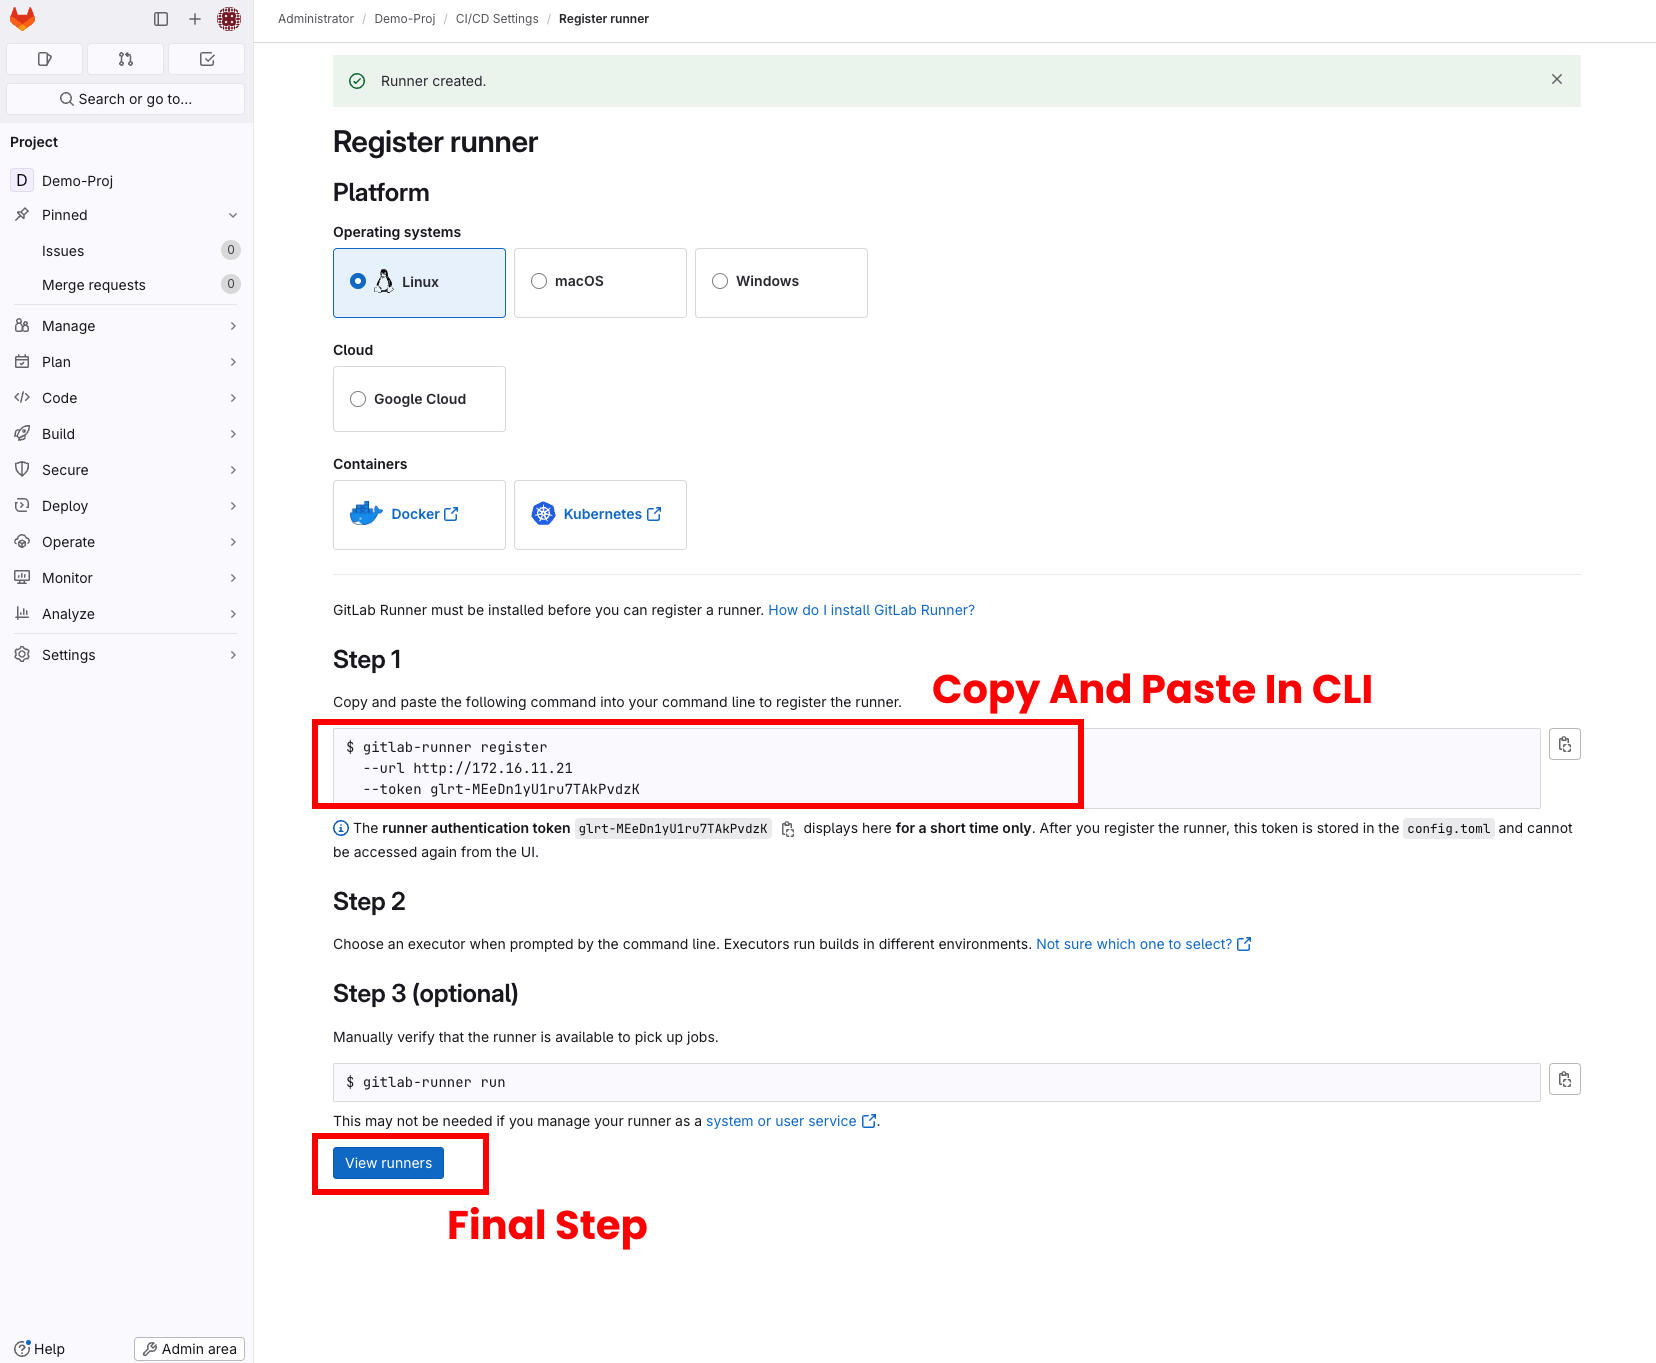 Administrator / Demo-Proj / CI/CD Settings / Register runner
Search or go to...
Project
D Demo-Proj
Pinned
Issues 0
Merge requests 0
Manage
Plan
Code
Build
Secure
Deploy
Operate
Monitor
Analyze
Settings
Help
Admin area
Runner created.
Register runner
Platform
Operating systems
Linux
macOS
Windows
Cloud
Google Cloud
Containers
Docker
Kubernetes
GitLab Runner must be installed before you can register a runner. How do I install GitLab Runner?
Step 1
Copy And Paste In CLI
Copy and paste the following command into your command line to register the runner.
$ gitlab-runner register
--url http://172.16.11.21
--token glrt-MEeDn1yU1ru7TAkPvdzK
The runner authentication token glrt-MEeDn1yU1ru7TAkPvdzK displays here for a short time only. After you register the runner, this token is stored in the config.toml and cannot
be accessed again from the UI.
Step 2
Choose an executor when prompted by the command line. Executors run builds in different environments. Not sure which one to select?
Step 3 (optional)
Manually verify that the runner is available to pick up jobs.
$ gitlab-runner run
This may not be needed if you manage your runner as a system or user service.
View runners
Final Step